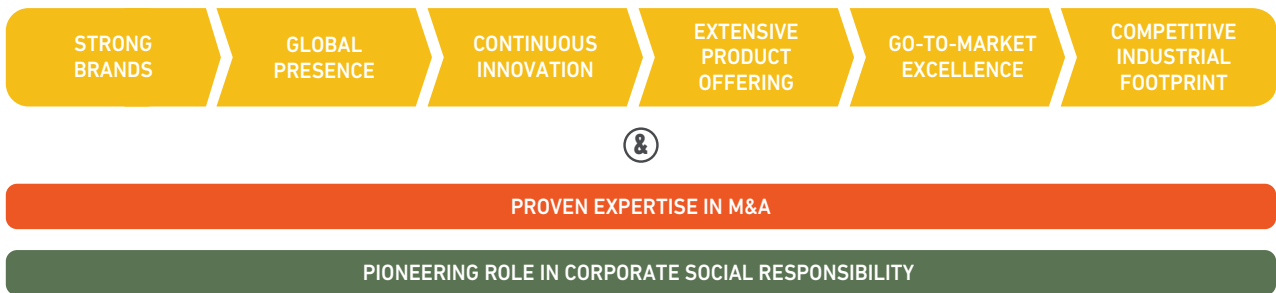 STRONG
BRANDS
GLOBAL
PRESENCE
CONTINUOUS
INNOVATION
EXTENSIVE
PRODUCT
OFFERING
GO-TO-MARKET
EXCELLENCE
COMPETITIVE
INDUSTRIAL
FOOTPRINT
&
PROVEN EXPERTISE IN M&A
PIONEERING ROLE IN CORPORATE SOCIAL RESPONSIBILITY